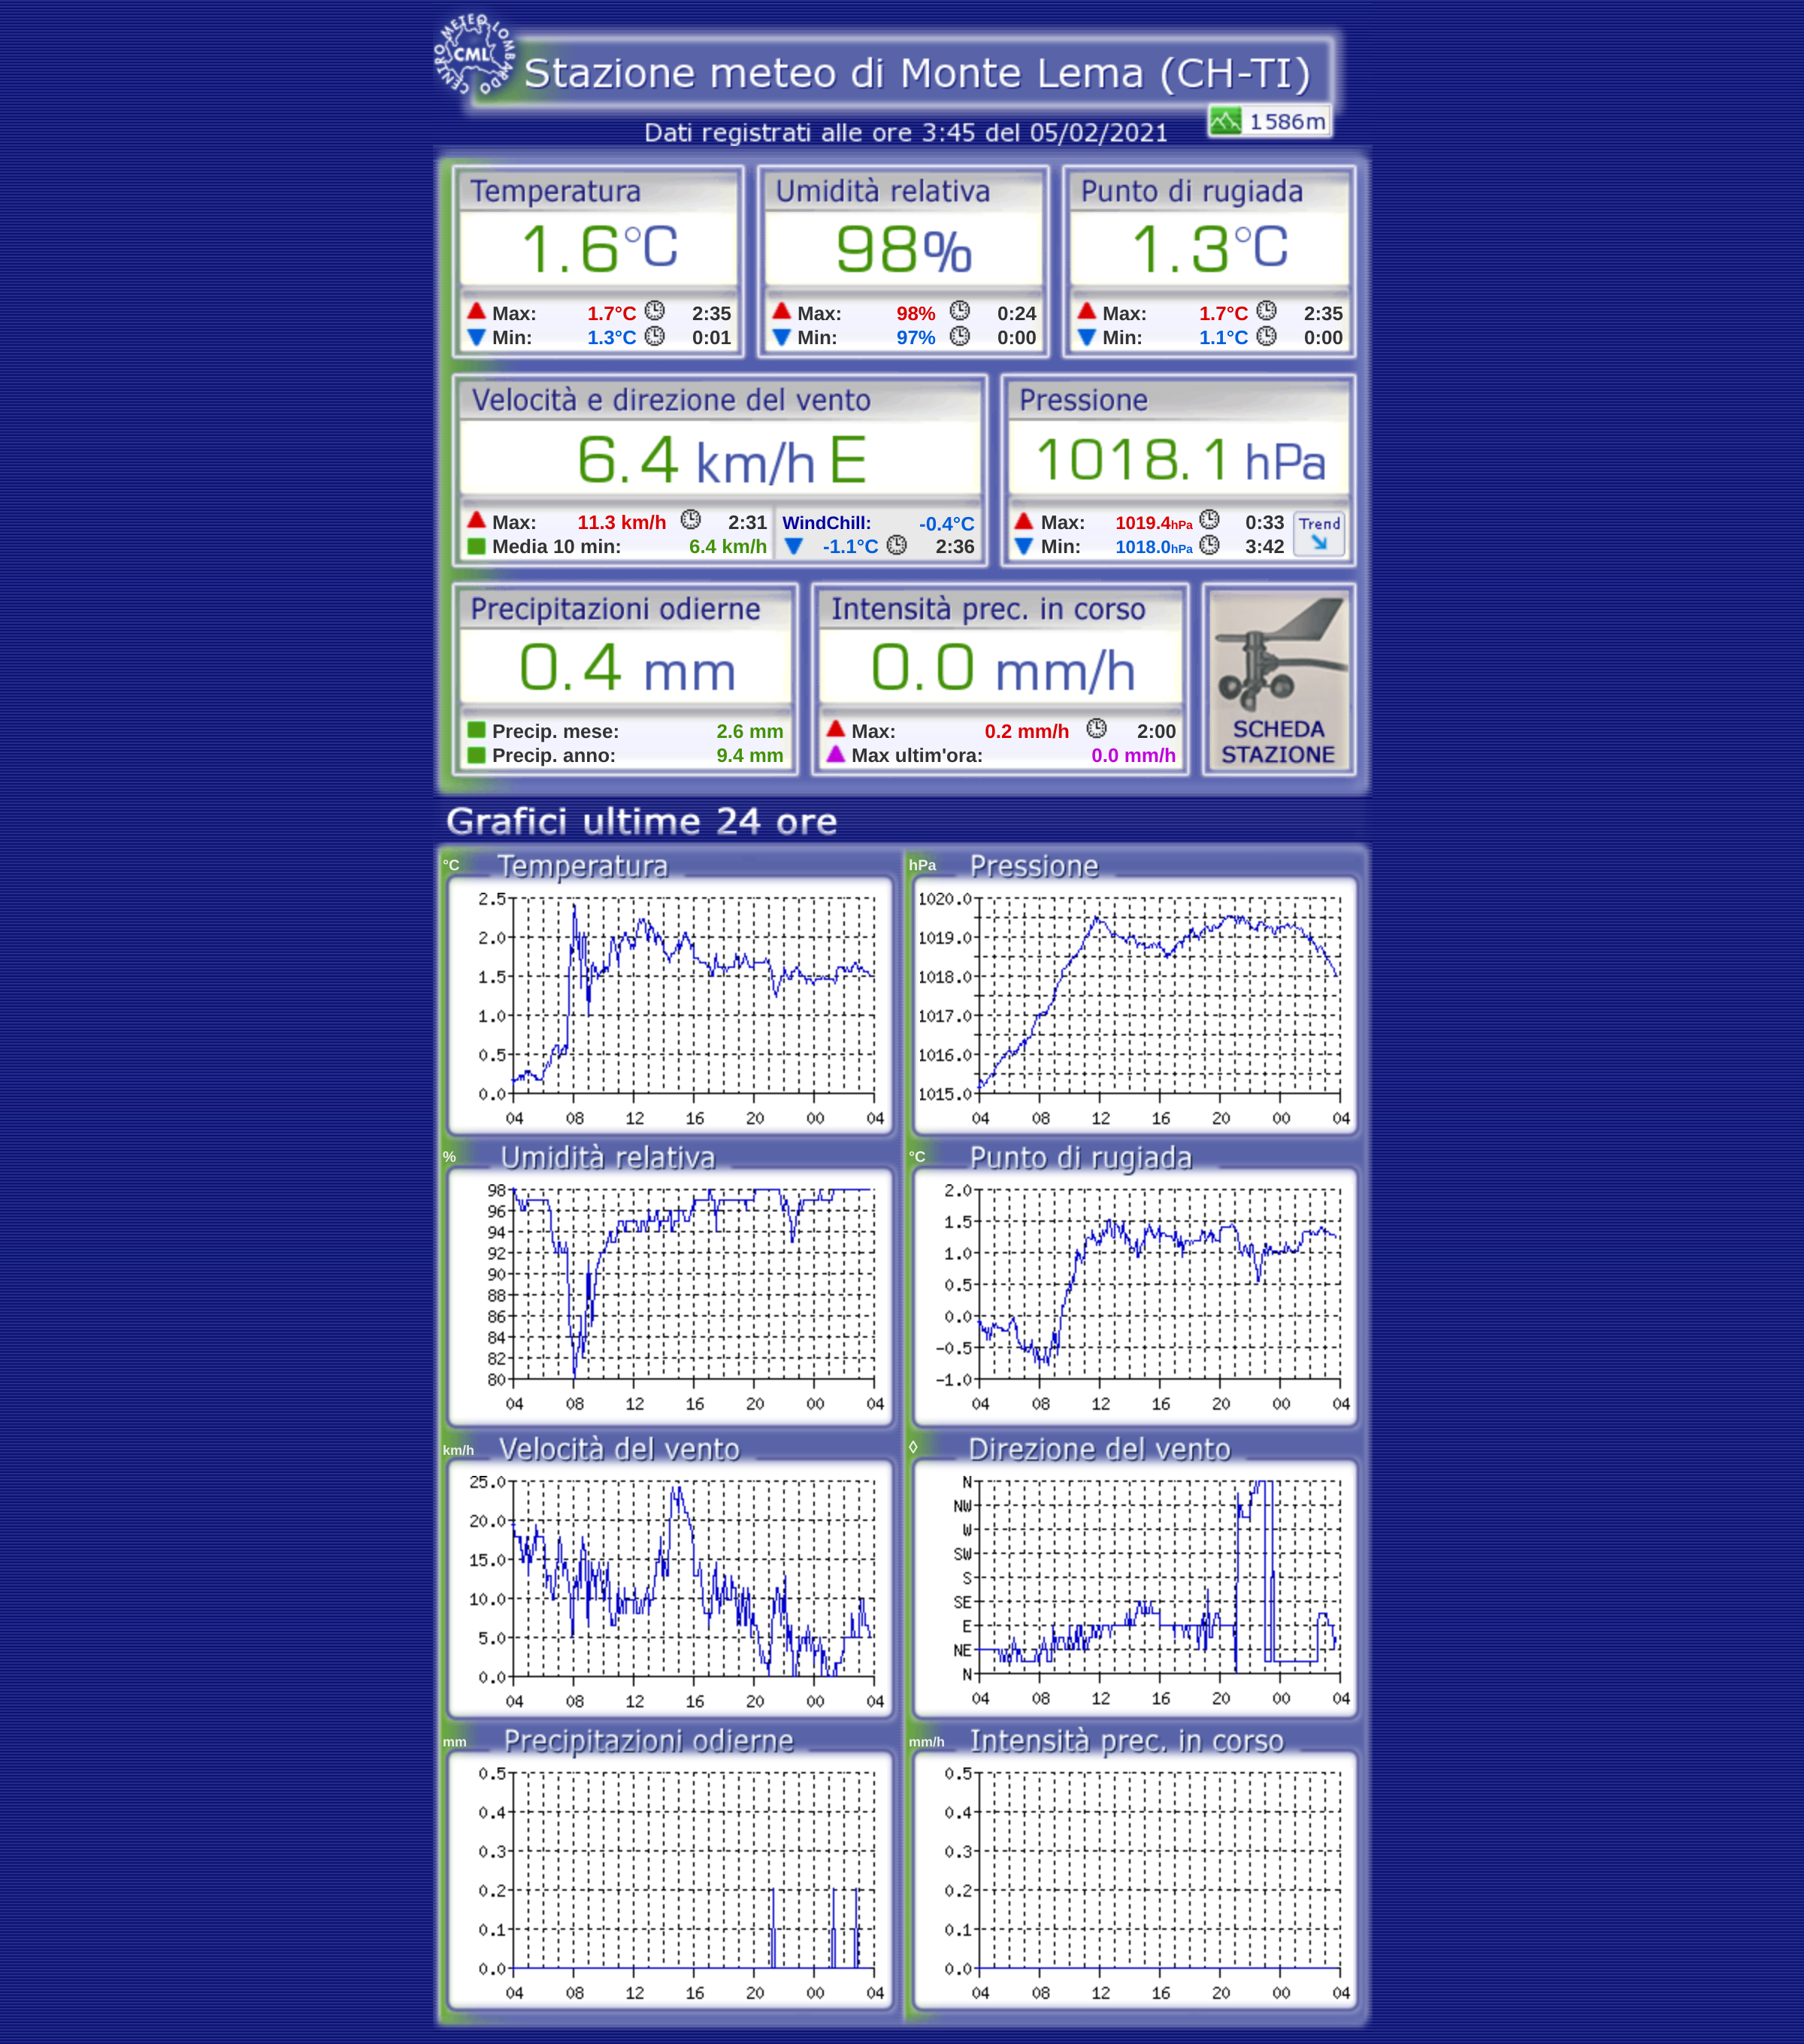 CENTRO METEO LOMBARDO
CML
Stazione meteo di Monte Lema (CH-TI)
1586m
Dati registrati alle ore 3:45 del 05/02/2021
Temperatura Umidità relativa Punto di rugiada
1.6°C 98% 1.3°C
Max: 1.7°C 2:35 Max: 98% 0:24 Max: 1.7°C 2:35
Min: 1.3°C 0:01 Min: 97% 0:00 Min: 1.1°C 0:00
Velocità e direzione del vento Pressione
6.4 km/h E 1018.1 hPa
Max: 11.3 km/h 2:31 WindChill: -0.4°C Max: 1019.4hPa 0:33 Trend
Media 10 min: 6.4 km/h -1.1°C 2:36 Min: 1018.0hPa 3:42
Precipitazioni odierne Intensità prec. in corso
0.4 mm 0.0 mm/h
Precip. mese: 2.6 mm Max: 0.2 mm/h 2:00 SCHEDA
Precip. anno: 9.4 mm Max ultim'ora: 0.0 mm/h STAZIONE
Grafici ultime 24 ore
°C Temperatura
2.5
2.0
1.5
1.0
0.5
0.0
04 08 12 16 20 00 04
hPa Pressione
1020.0
1019.0
1018.0
1017.0
1016.0
1015.0
04 08 12 16 20 00 04
% Umidità relativa
98
96
94
92
90
88
86
84
82
80
04 08 12 16 20 00 04
°C Punto di rugiada
2.0
1.5
1.0
0.5
0.0
-0.5
-1.0
04 08 12 16 20 00 04
km/h Velocità del vento
25.0
20.0
15.0
10.0
5.0
0.0
04 08 12 16 20 00 04
◊ Direzione del vento
N
NW
W
SW
S
SE
E
NE
N
04 08 12 16 20 00 04
mm Precipitazioni odierne
0.5
0.4
0.3
0.2
0.1
0.0
04 08 12 16 20 00 04
mm/h Intensità prec. in corso
0.5
0.4
0.3
0.2
0.1
0.0
04 08 12 16 20 00 04